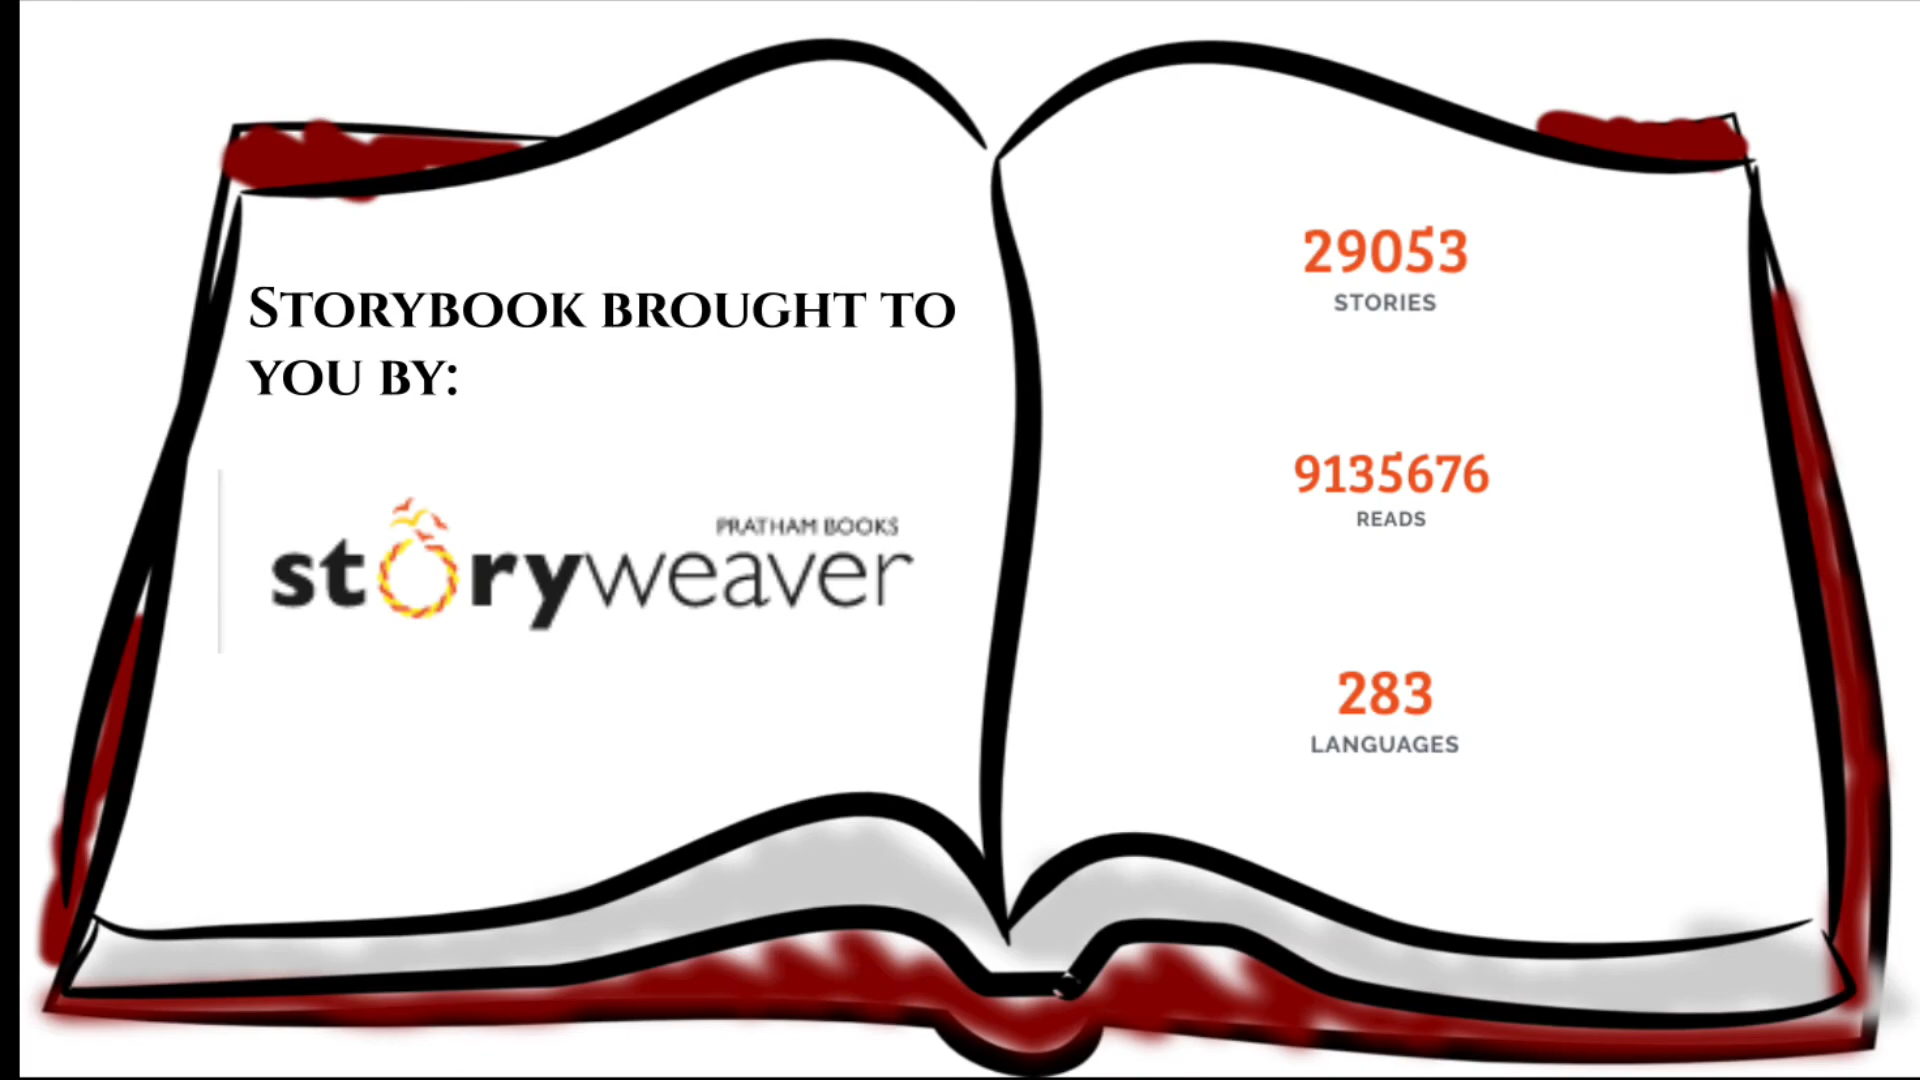 Storybook brought to
you by:
PRATHAM BOOKS
storyweaver
29053
STORIES
9135676
READS
283
LANGUAGES